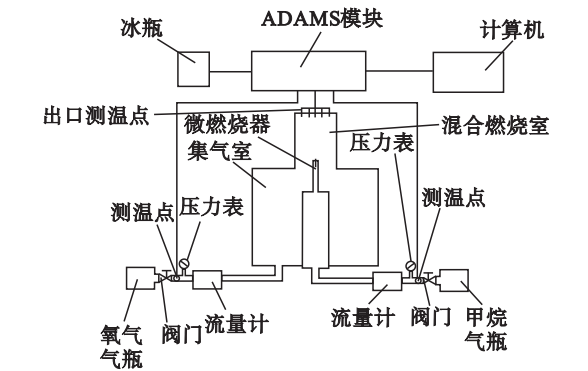 冰瓶
ADAMS模块
计算机
出口测温点
微燃烧器
混合燃烧室
压力表
集气室
测温点
测温点
压力表
氧气
气瓶
阀门
流量计
流量计
阀门
甲烷
气瓶